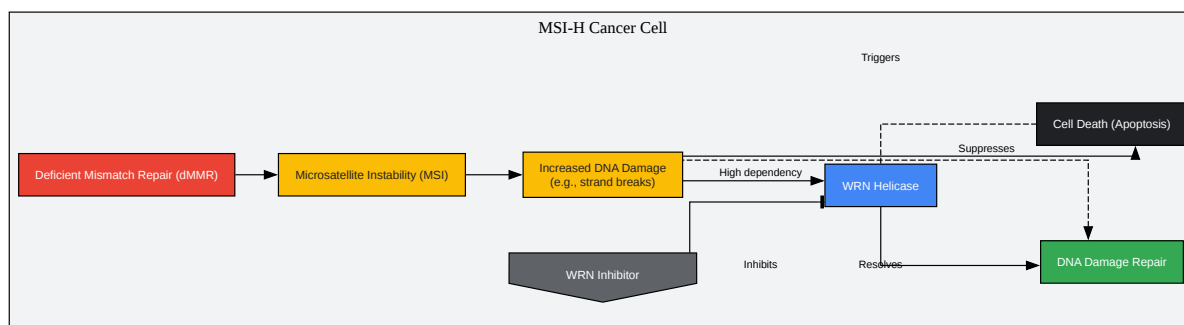 MSI-H Cancer Cell
Triggers
Cell Death (Apoptosis)
Suppresses
Deficient Mismatch Repair (dMMR)
Microsatellite Instability (MSI)
Increased DNA Damage
(e.g., strand breaks)
High dependency
WRN Helicase
WRN Inhibitor
Inhibits
Resolves
DNA Damage Repair